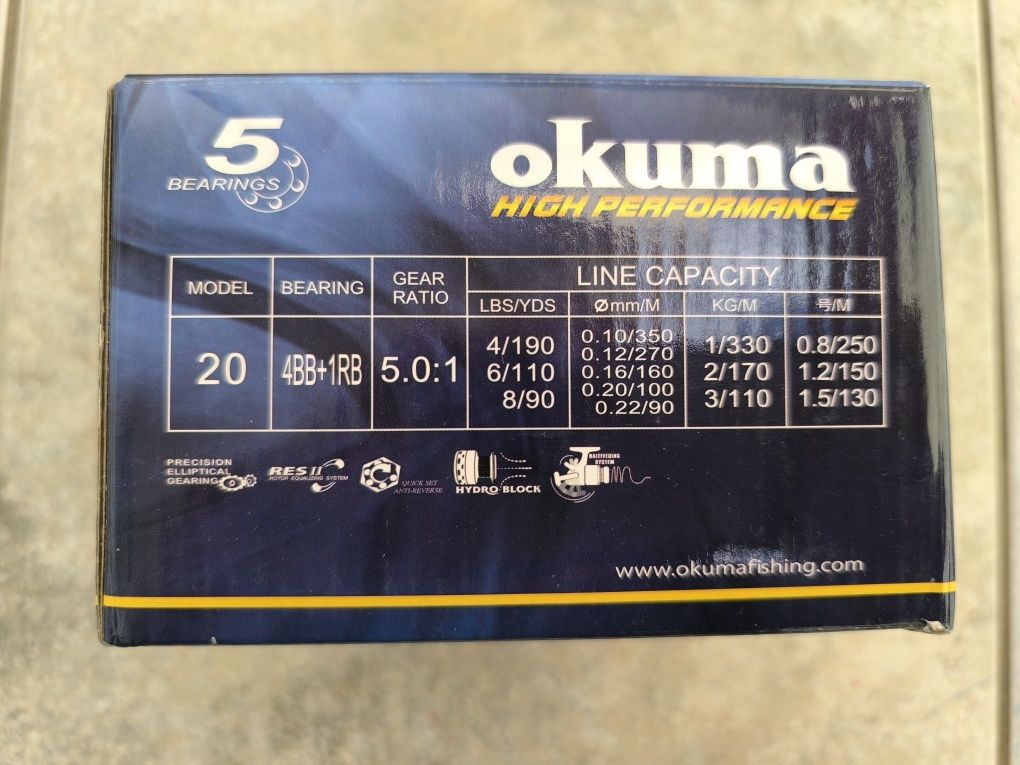 5
BEARINGS
okuma
HIGH PERFORMANCE
MODEL BEARING GEAR RATIO LINE CAPACITY
LBS/YDS Ømm/M KG/M 号/M
20 4BB+1RB 5.0:1
4/190
6/110
8/90
0.10/350
0.12/270
0.16/160
0.20/100
0.22/90
1/330
2/170
3/110
0.8/250
1.2/150
1.5/130
PRECISION
ELLIPTICAL
GEARING
RES II
ROTOR EQUALIZING SYSTEM
QUICK SET
ANTI-REVERSE
HYDRO BLOCK
BAITFEEDING
SYSTEM
www.okumafishing.com